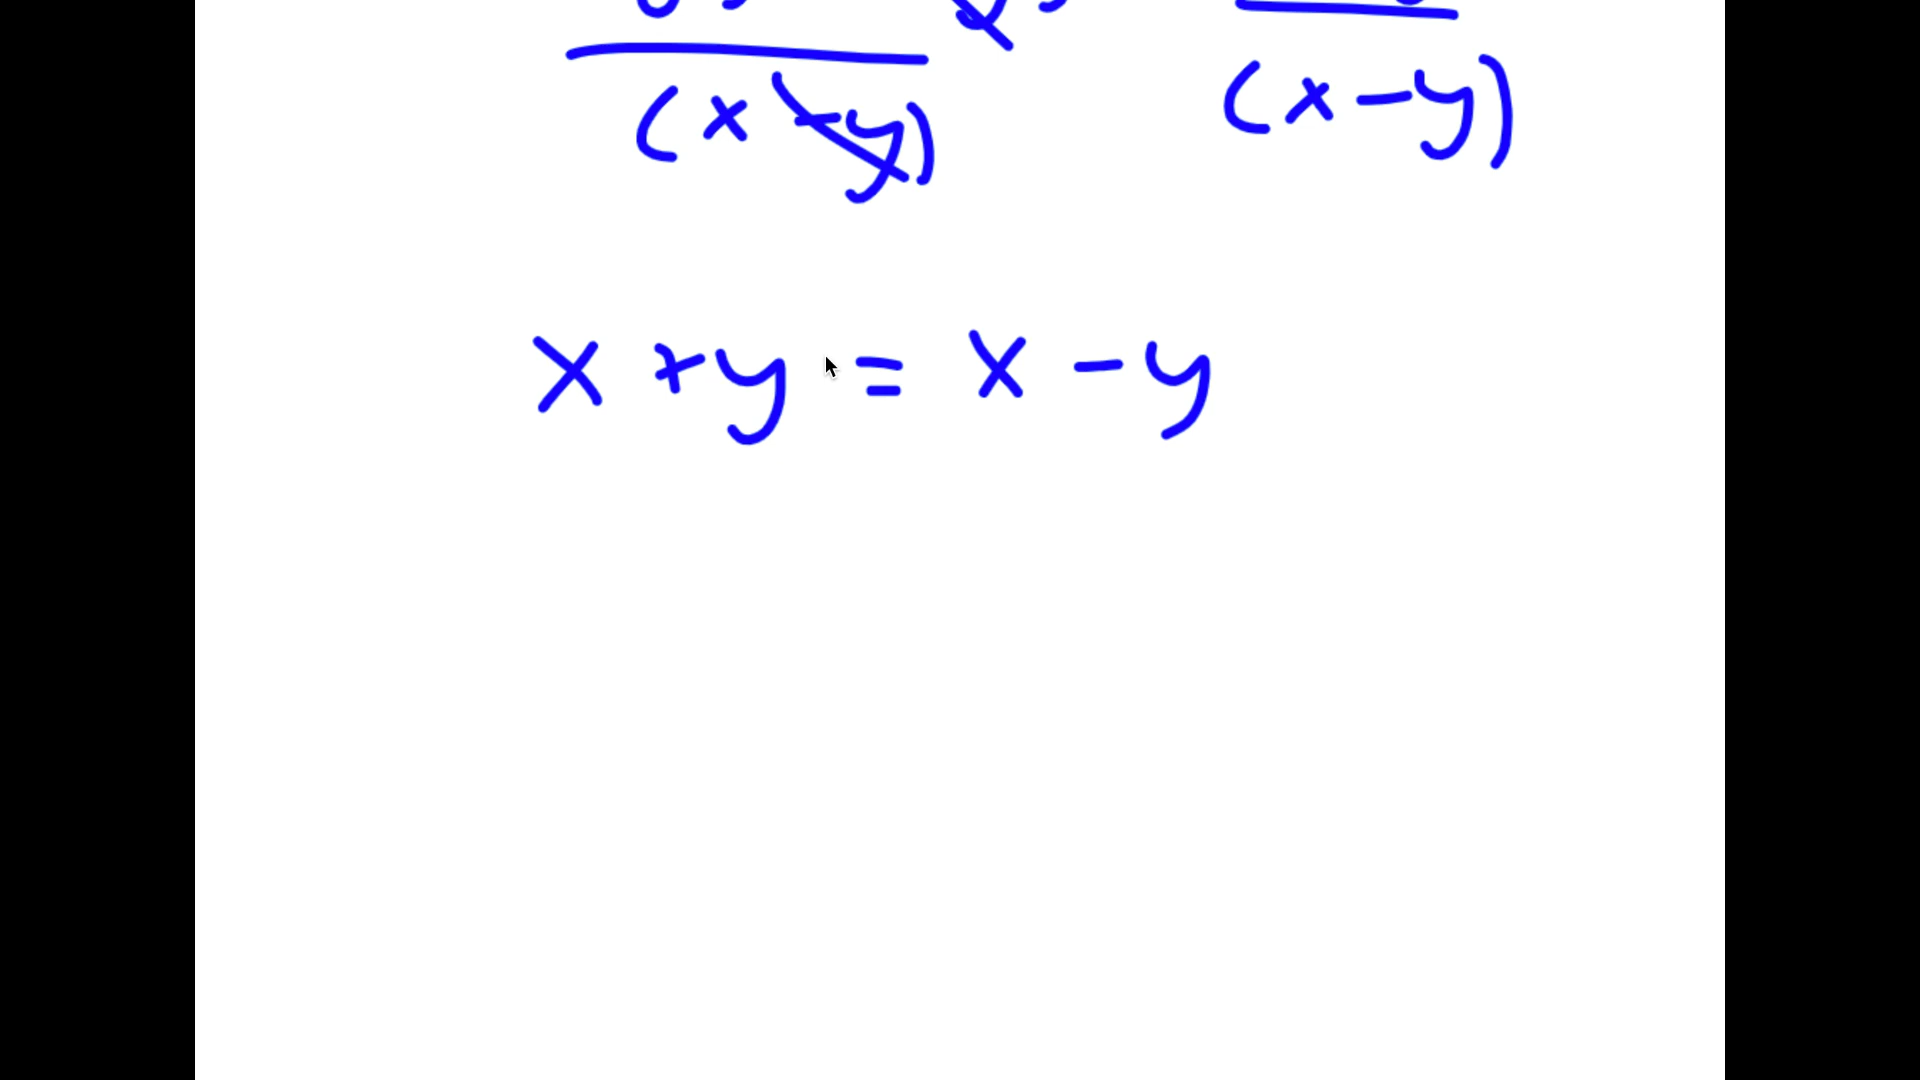 (x - y) (x - y)
x + y = x - y